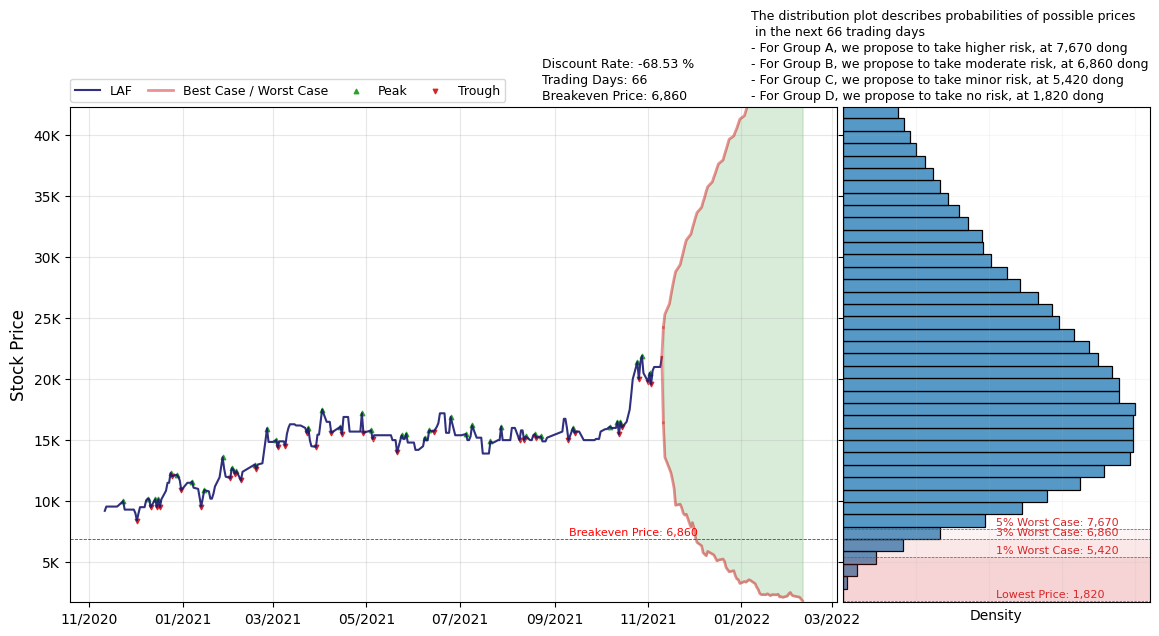 The distribution plot describes probabilities of possible prices
in the next 66 trading days
- For Group A, we propose to take higher risk, at 7,670 dong
- For Group B, we propose to take moderate risk, at 6,860 dong
- For Group C, we propose to take minor risk, at 5,420 dong
- For Group D, we propose to take no risk, at 1,820 dong
Discount Rate: -68.53 %
Trading Days: 66
Breakeven Price: 6,860
LAF
Best Case / Worst Case
Peak
Trough
Stock Price
40K
35K
30K
25K
20K
15K
10K
5K
Breakeven Price: 6,860
5% Worst Case: 7,670
3% Worst Case: 6,860
1% Worst Case: 5,420
Lowest Price: 1,820
11/2020
01/2021
03/2021
05/2021
07/2021
09/2021
11/2021
01/2022
03/2022
Density